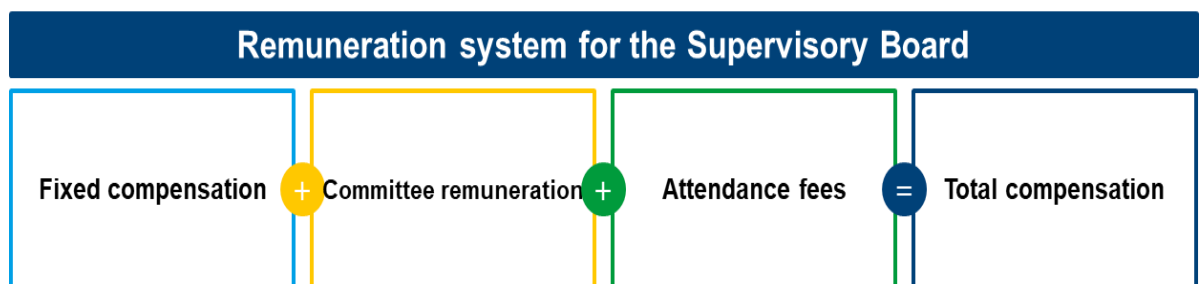 Remuneration system for the Supervisory Board
Fixed compensation + Committee remuneration + Attendance fees = Total compensation